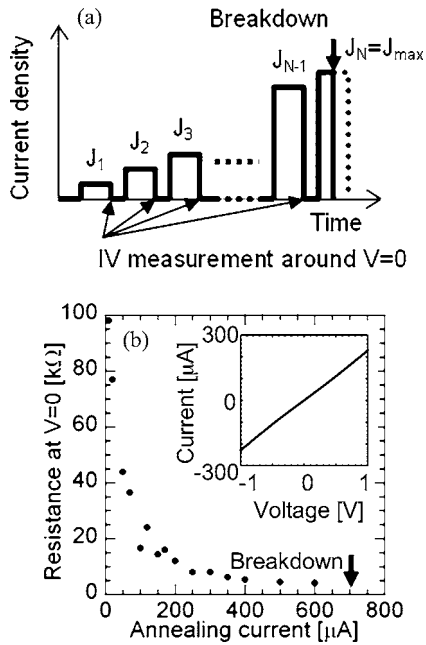 (a)
Breakdown
J_N=J_max
J_N-1
J_1
J_2
J_3
Current density
Time
IV measurement around V=0
(b)
Resistance at V=0 [kΩ]
100
80
60
40
20
0
300
0
-300
Current [μA]
-1
0
1
Voltage [V]
Breakdown
0
200
400
600
800
Annealing current [μA]